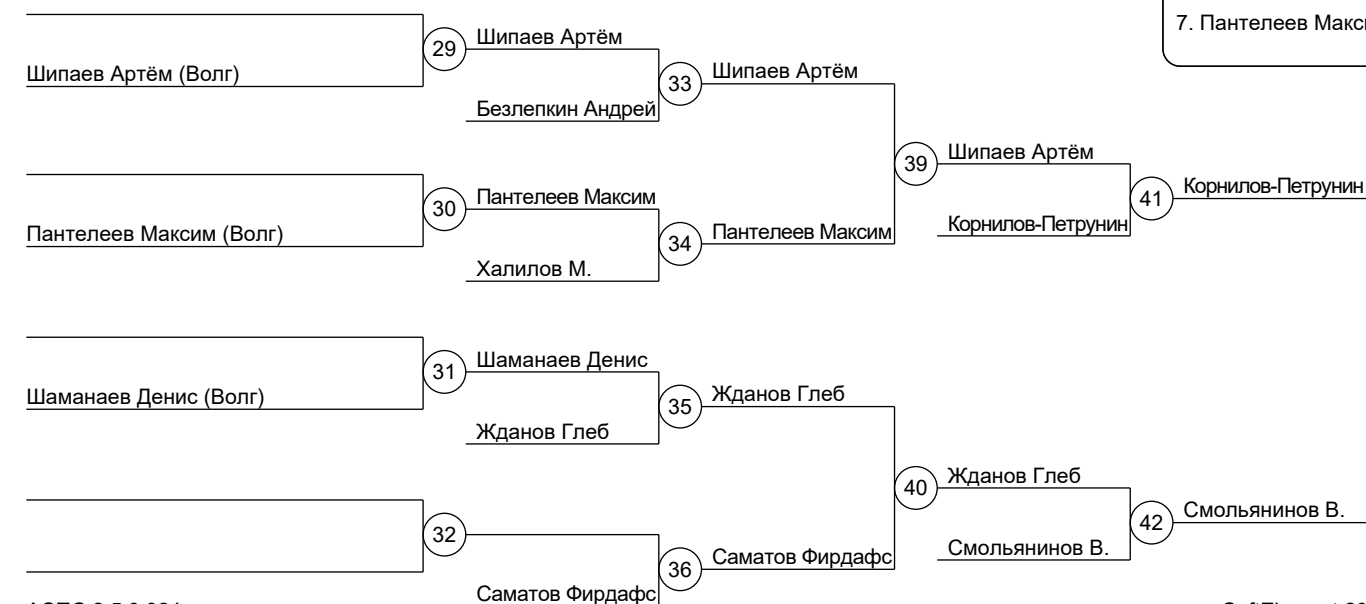 7. Пантелеев
Шипаев Артём
29
Шипаев Артём (Волг)
Шипаев Артём
33
Безлепкин Андрей
Шипаев Артём
39
Пантелеев Максим
30
Корнилов-Петрунин
41
Пантелеев Максим (Волг)
Корнилов-Петрунин
Пантелеев Максим
34
Халилов М.
Шаманаев Денис
31
Шаманаев Денис (Волг)
Жданов Глеб
35
Жданов Глеб
Жданов Глеб
40
Смольянинов В.
42
32
Смольянинов В.
Саматов Фирдафс
36
Саматов Фирдафс